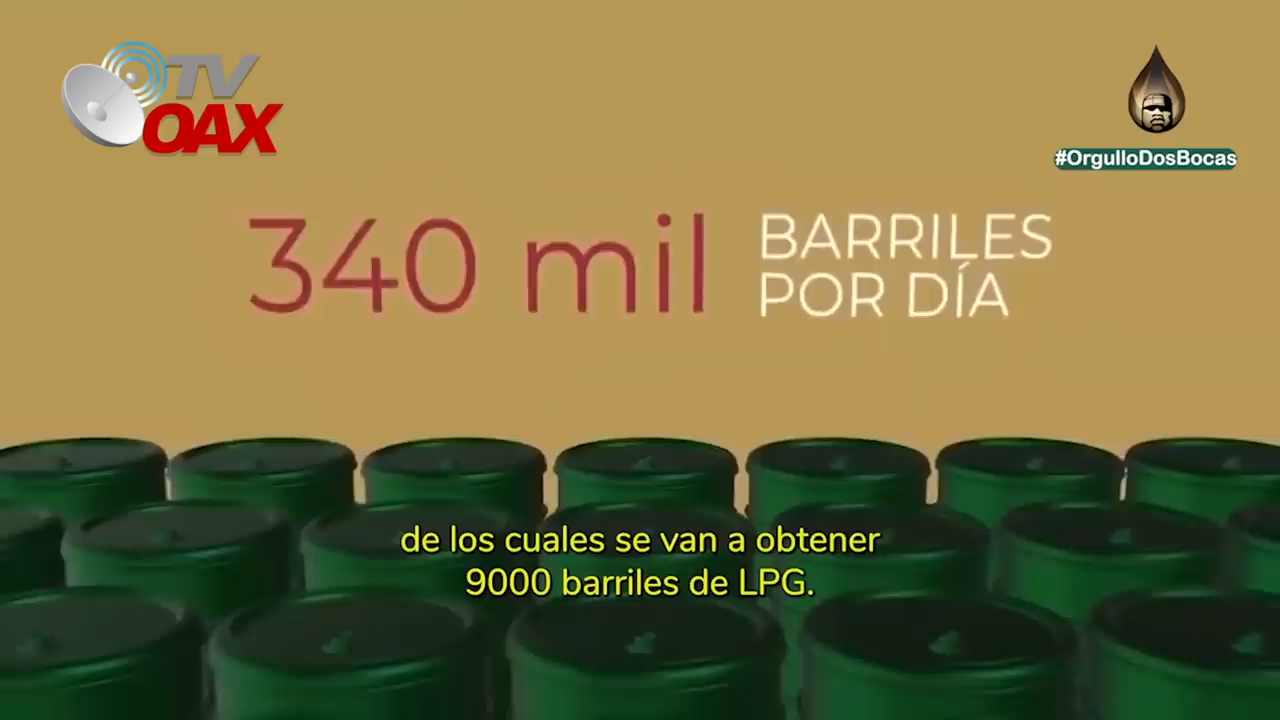 TV
OAX
#OrgulloDosBocas
340 mil
BARRILES
POR DÍA
de los cuales se van a obtener
9000 barriles de LPG.